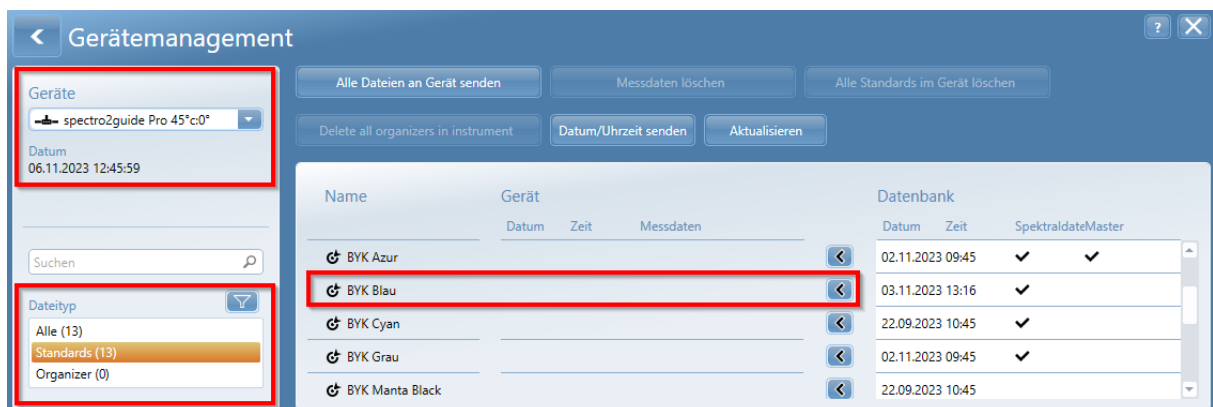 Gerätemanagement
?
Geräte
spectro2guide Pro 45°c:0°
Datum
06.11.2023 12:45:59
Suchen
Dateityp
Alle (13)
Standards (13)
Organizer (0)
Alle Dateien an Gerät senden
Messdaten löschen
Alle Standards im Gerät löschen
Delete all organizers in instrument
Datum/Uhrzeit senden
Aktualisieren
Name Gerät Datenbank
Datum Zeit Messdaten Datum Zeit SpektraldateMaster
BYK Azur 02.11.2023 09:45
BYK Blau 03.11.2023 13:16
BYK Cyan 22.09.2023 10:45
BYK Grau 02.11.2023 09:45
BYK Manta Black 22.09.2023 10:45